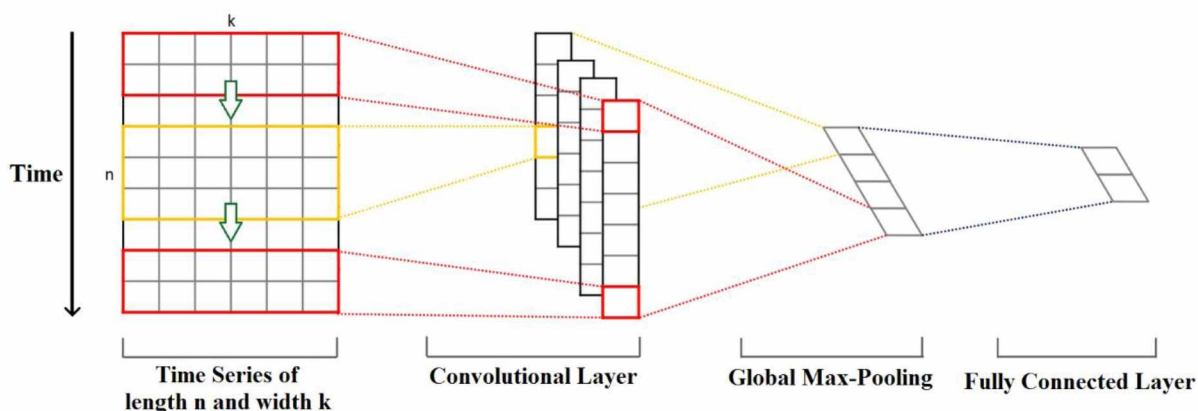 k
Time
n
Time Series of
length n and width k
Convolutional Layer
Global Max-Pooling
Fully Connected Layer